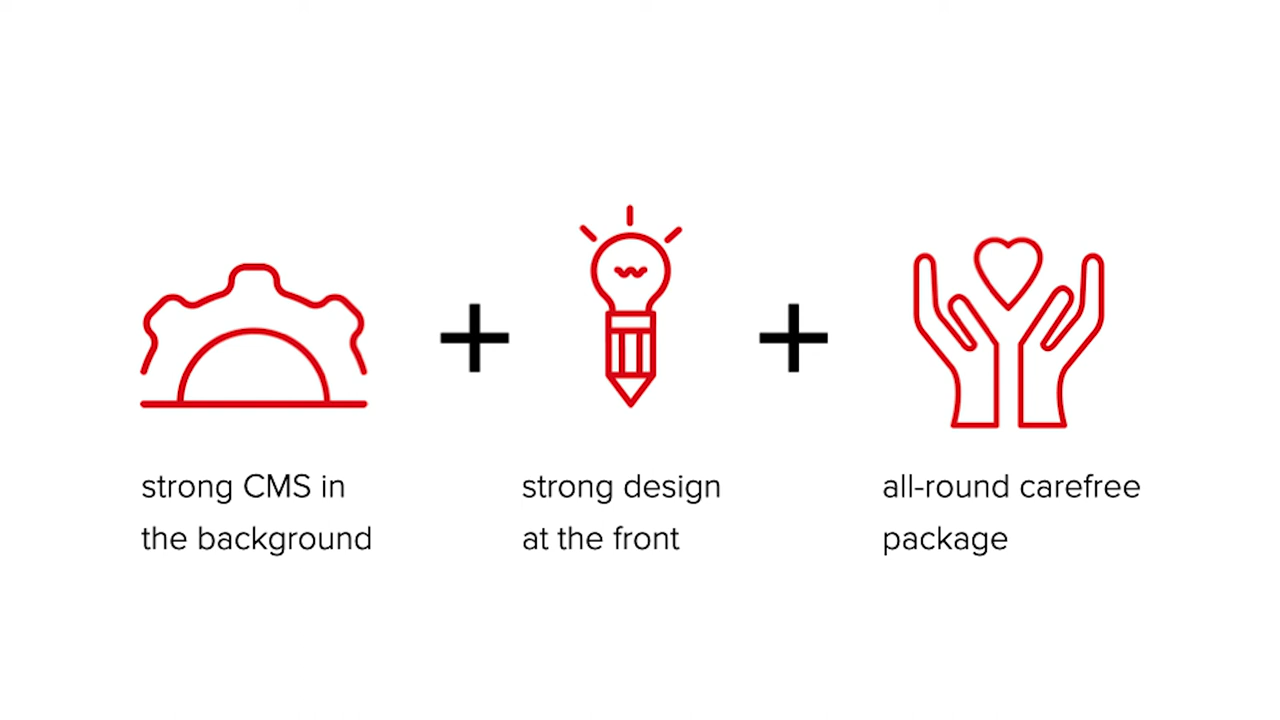 strong CMS in
the background
strong design
at the front
all-round carefree
package